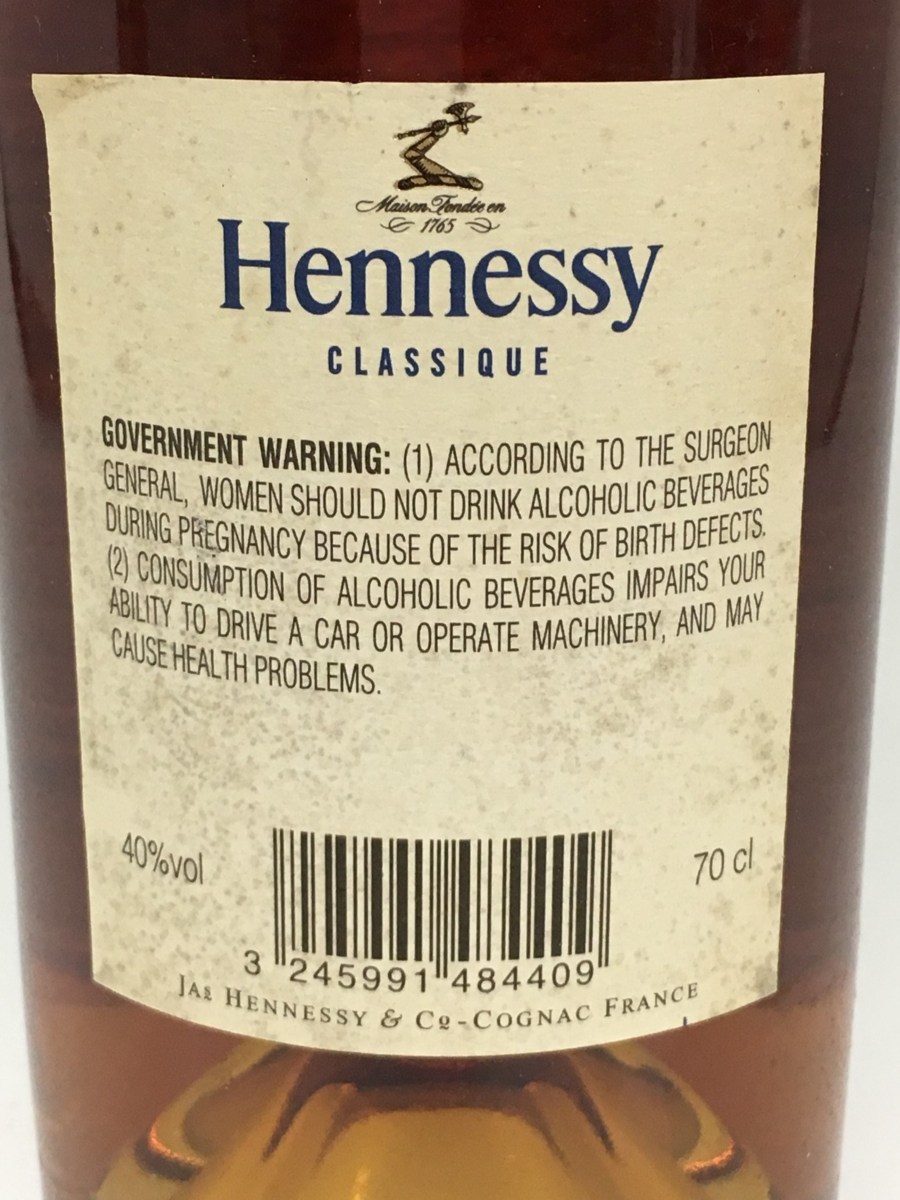 Maison Fondée en
1765
Hennessy
CLASSIQUE
GOVERNMENT WARNING: (1) ACCORDING TO THE SURGEON
GENERAL, WOMEN SHOULD NOT DRINK ALCOHOLIC BEVERAGES
DURING PREGNANCY BECAUSE OF THE RISK OF BIRTH DEFECTS.
(2) CONSUMPTION OF ALCOHOLIC BEVERAGES IMPAIRS YOUR
ABILITY TO DRIVE A CAR OR OPERATE MACHINERY, AND MAY
CAUSE HEALTH PROBLEMS.
40%vol
70 cl
3 245991 484409
JAS HENNESSY & Cº - COGNAC FRANCE